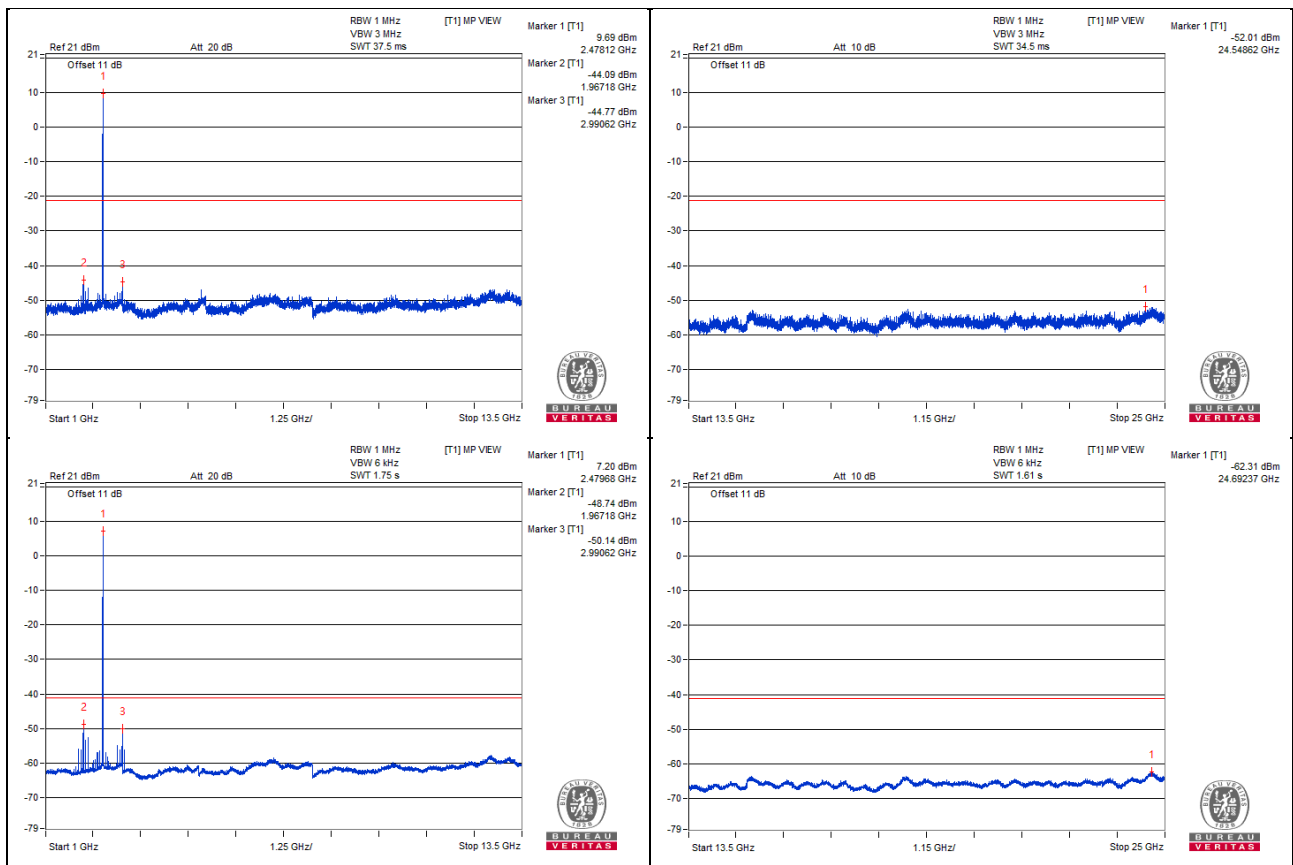 RBW 1 MHz
[T1] MP VIEW
VBW 3 MHz
Ref 21 dBm
Att 20 dB
SWT 37.5 ms
Marker 1 [T1]
9.69 dBm
2.47812 GHz
Marker 2 [T1]
-44.09 dBm
1.96718 GHz
Marker 3 [T1]
-44.77 dBm
2.99062 GHz
21
Offset 11 dB
1
10
0
-10
-20
-30
-40
2
3
-50
-60
-70
-79
Start 1 GHz
1.25 GHz/
Stop 13.5 GHz
BUREAU VERITAS
1828
BUREAU
VERITAS
RBW 1 MHz
[T1] MP VIEW
VBW 3 MHz
Ref 21 dBm
Att 10 dB
SWT 34.5 ms
Marker 1 [T1]
-52.01 dBm
24.54862 GHz
21
Offset 11 dB
10
0
-10
-20
-30
-40
1
-50
-60
-70
-79
Start 13.5 GHz
1.15 GHz/
Stop 25 GHz
BUREAU VERITAS
1828
BUREAU
VERITAS
RBW 1 MHz
[T1] MP VIEW
VBW 6 kHz
Ref 21 dBm
Att 20 dB
SWT 1.75 s
Marker 1 [T1]
7.20 dBm
2.47968 GHz
Marker 2 [T1]
-48.74 dBm
1.96718 GHz
Marker 3 [T1]
-50.14 dBm
2.99062 GHz
21
Offset 11 dB
1
10
0
-10
-20
-30
-40
2
3
-50
-60
-70
-79
Start 1 GHz
1.25 GHz/
Stop 13.5 GHz
BUREAU VERITAS
1828
BUREAU
VERITAS
RBW 1 MHz
[T1] MP VIEW
VBW 6 kHz
Ref 21 dBm
Att 10 dB
SWT 1.61 s
Marker 1 [T1]
-62.31 dBm
24.69237 GHz
21
Offset 11 dB
10
0
-10
-20
-30
-40
-50
1
-60
-70
-79
Start 13.5 GHz
1.15 GHz/
Stop 25 GHz
BUREAU VERITAS
1828
BUREAU
VERITAS